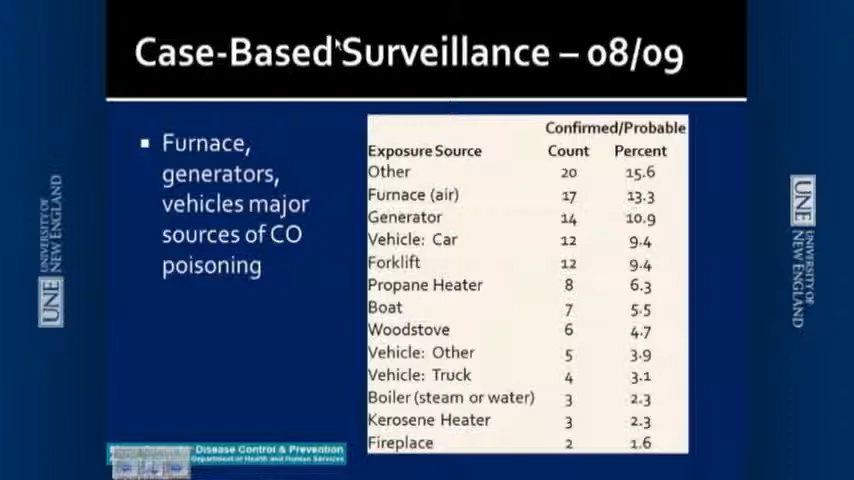 Case-Based Surveillance – 08/09
Furnace,
generators,
vehicles major
sources of CO
poisoning
Confirmed/Probable
Exposure Source Count Percent
Other 20 15.6
Furnace (air) 17 13.3
Generator 14 10.9
Vehicle: Car 12 9.4
Forklift 12 9.4
Propane Heater 8 6.3
Boat 7 5.5
Woodstove 6 4.7
Vehicle: Other 5 3.9
Vehicle: Truck 4 3.1
Boiler (steam or water) 3 2.3
Kerosene Heater 3 2.3
Fireplace 2 1.6
UNE UNIVERSITY OF
NEW ENGLAND
UNE UNIVERSITY OF
NEW ENGLAND
Disease Control & Prevention
Department of Health and Human Services